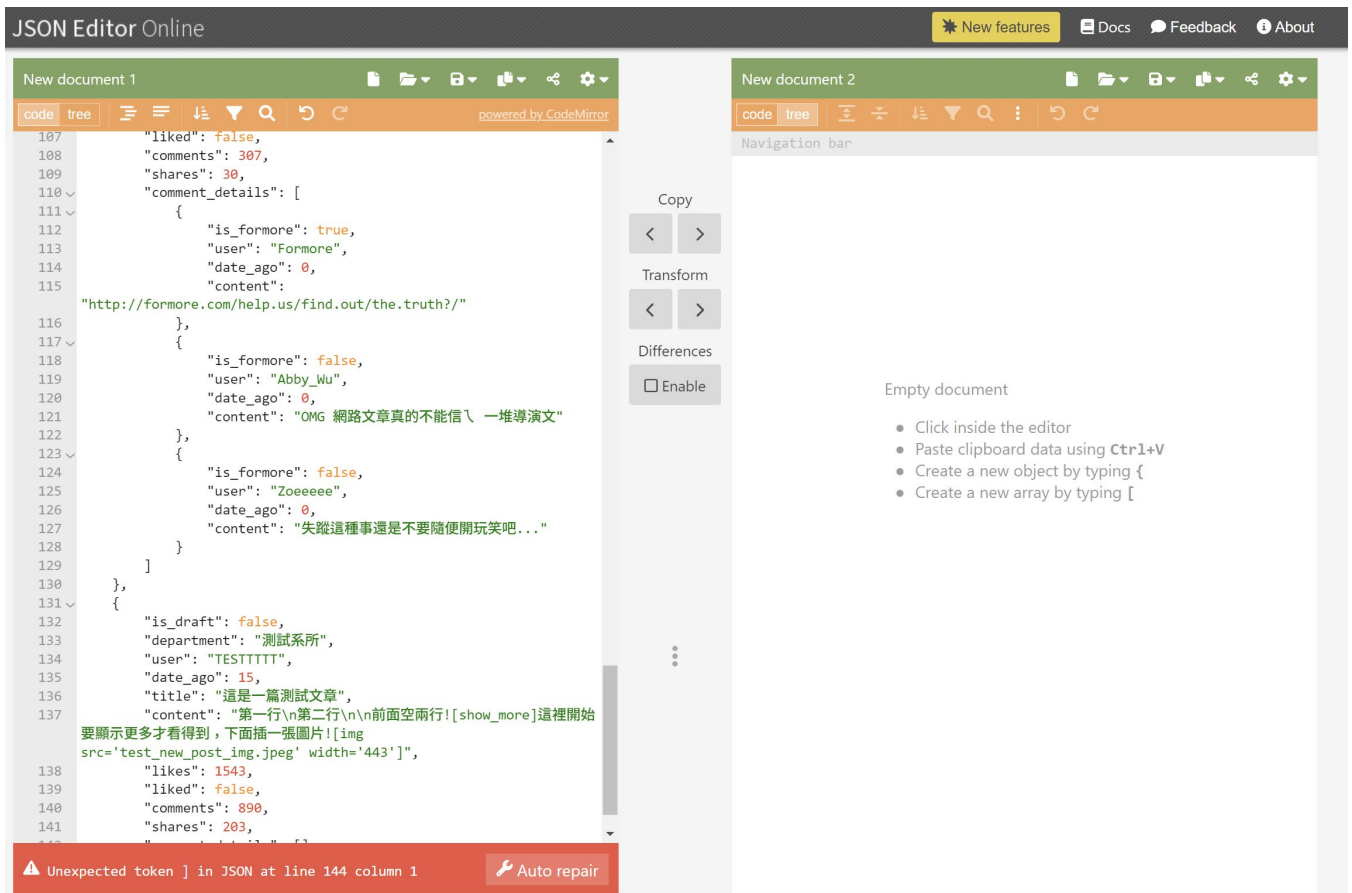 JSON Editor Online
New features
Docs
Feedback
About
New document 1
code tree
powered by CodeMirror
107 "liked": false,
108 "comments": 307,
109 "shares": 30,
110 "comment_details": [
111 {
112 "is_formore": true,
113 "user": "Formore",
114 "date_ago": 0,
115 "content":
"http://formore.com/help.us/find.out/the.truth?/"
116 },
117 {
118 "is_formore": false,
119 "user": "Abby_Wu",
120 "date_ago": 0,
121 "content": "OMG 網路文章真的不能信ㄟ 一堆導演文"
122 },
123 {
124 "is_formore": false,
125 "user": "Zoeeeee",
126 "date_ago": 0,
127 "content": "失蹤這種事還是不要隨便開玩笑吧..."
128 }
129 ]
130 },
131 {
132 "is_draft": false,
133 "department": "測試系所",
134 "user": "TESTTTTT",
135 "date_ago": 15,
136 "title": "這是一篇測試文章",
137 "content": "第一行\n第二行\n\n前面空兩行![show_more]這裡開始
要顯示更多才看得到，下面插一張圖片![img
src='test_new_post_img.jpeg' width='443']",
138 "likes": 1543,
139 "liked": false,
140 "comments": 890,
141 "shares": 203,
Unexpected token ] in JSON at line 144 column 1
Auto repair
Copy
Transform
Differences
Enable
New document 2
code tree
Navigation bar
Empty document
Click inside the editor
Paste clipboard data using Ctrl+V
Create a new object by typing {
Create a new array by typing [